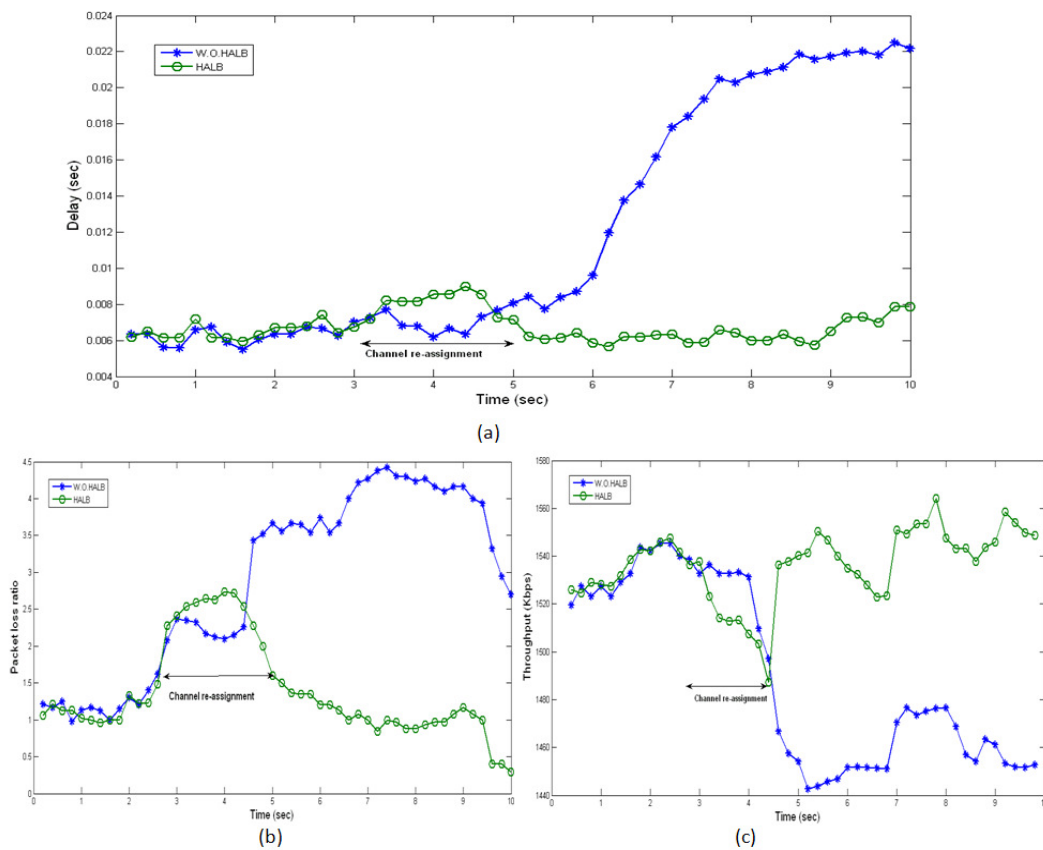 0.024
0.022
0.02
0.018
0.016
0.014
0.012
0.01
0.008
0.006
0.004
Delay (sec)
W.O.HALB
HALB
Channel re-assignment
0 1 2 3 4 5 6 7 8 9 10
Time (sec)
(a)
4.5
4
3.5
3
2.5
2
1.5
1
0.5
0
Packet loss ratio
W.O.HALB
HALB
Channel re-assignment
0 1 2 3 4 5 6 7 8 9 10
Time (sec)
(b)
1580
1560
1540
1520
1500
1480
1460
1440
Throughput (Kbps)
W.O.HALB
HALB
Channel re-assignment
0 1 2 3 4 5 6 7 8 9 1
Time (sec)
(c)